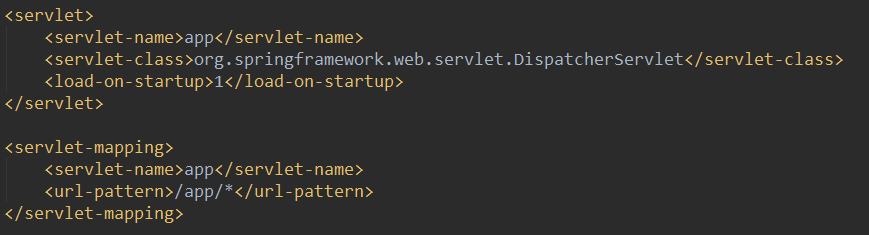 <servlet>
    <servlet-name>app</servlet-name>
    <servlet-class>org.springframework.web.servlet.DispatcherServlet</servlet-class>
    <load-on-startup>1</load-on-startup>
</servlet>

<servlet-mapping>
    <servlet-name>app</servlet-name>
    <url-pattern>/app/*</url-pattern>
</servlet-mapping>